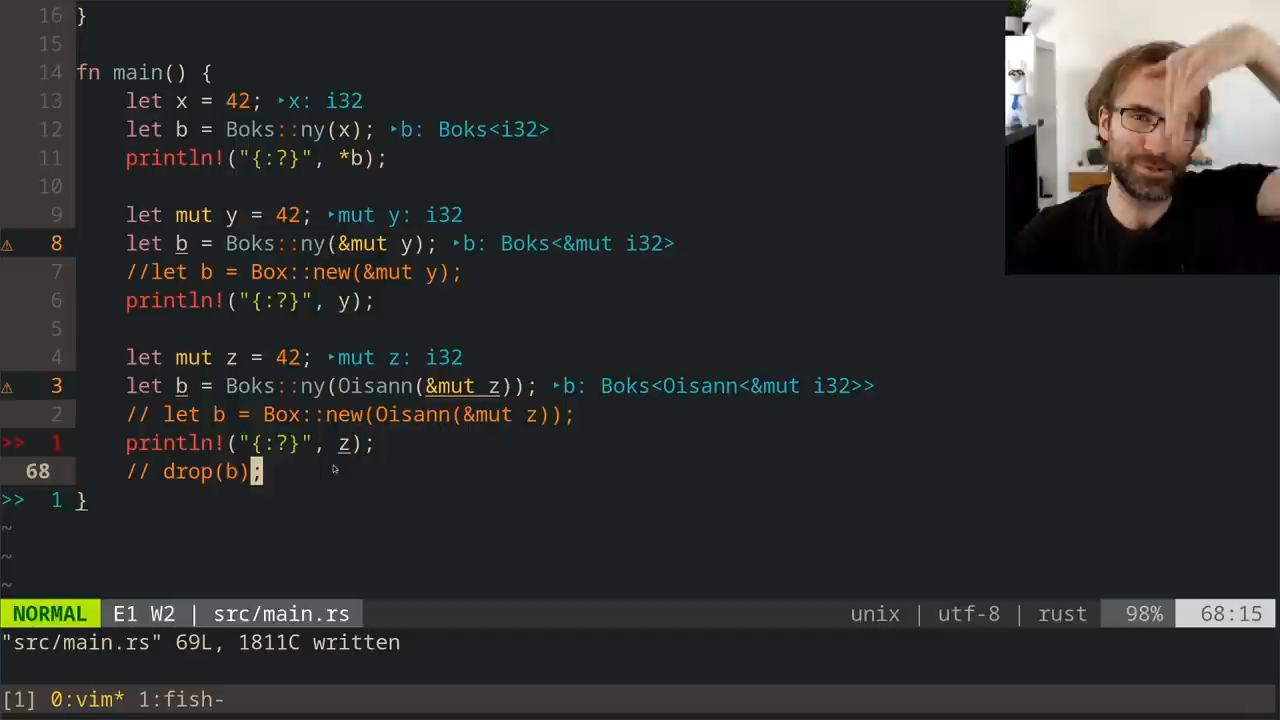 16 }
15
14 fn main() {
13     let x = 42; ‣x: i32
12     let b = Boks::ny(x); ‣b: Boks<i32>
11     println!("{:?}", *b);
10
9     let mut y = 42; ‣mut y: i32
⚠ 8     let b = Boks::ny(&mut y); ‣b: Boks<&mut i32>
7     //let b = Box::new(&mut y);
6     println!("{:?}", y);
5
4     let mut z = 42; ‣mut z: i32
⚠ 3     let b = Boks::ny(Oisann(&mut z)); ‣b: Boks<Oisann<&mut i32>>
2     // let b = Box::new(Oisann(&mut z));
>> 1     println!("{:?}", z);
68     // drop(b);
>> 1 }
~
~
~
NORMAL E1 W2 | src/main.rs unix | utf-8 | rust 98% 68:15
"src/main.rs" 69L, 1811C written
[1] 0:vim* 1:fish-